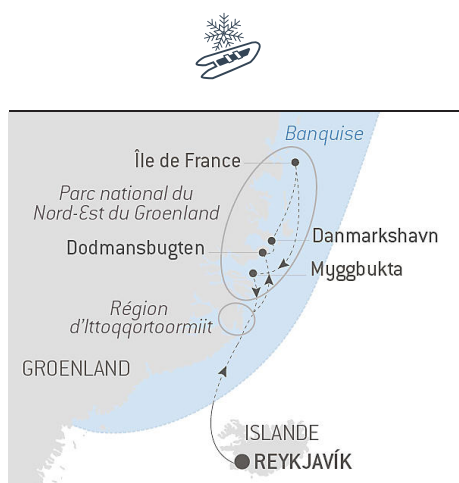 Banquise
Île de France
Parc national du
Nord-Est du Groenland
Danmarkshavn
Dodmansbugten
Myggbukta
Région
d'Ittoqqortoormiit
GROENLAND
ISLANDE
REYKJAVÍK